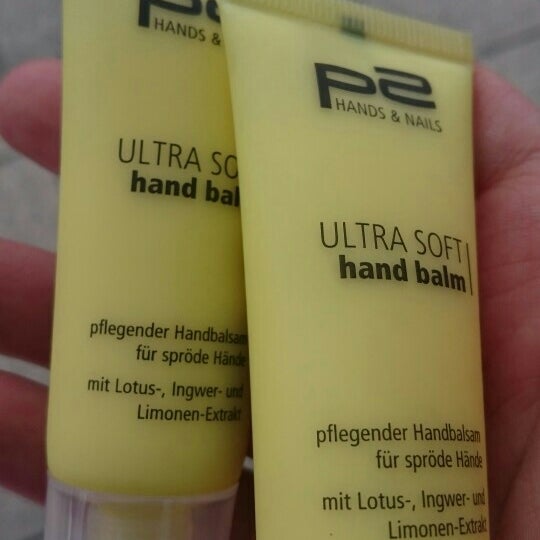 p2
HANDS &
ULTRA SO
hand bal
pflegender Handbalsam
für spröde Hände
mit Lotus-, Ingwer- und
Limonen-Extrakt
p2
HANDS & NAILS
ULTRA SOFT
hand balm
pflegender Handbalsam
für spröde Hände
mit Lotus-, Ingwer- und
Limonen-Extrakt